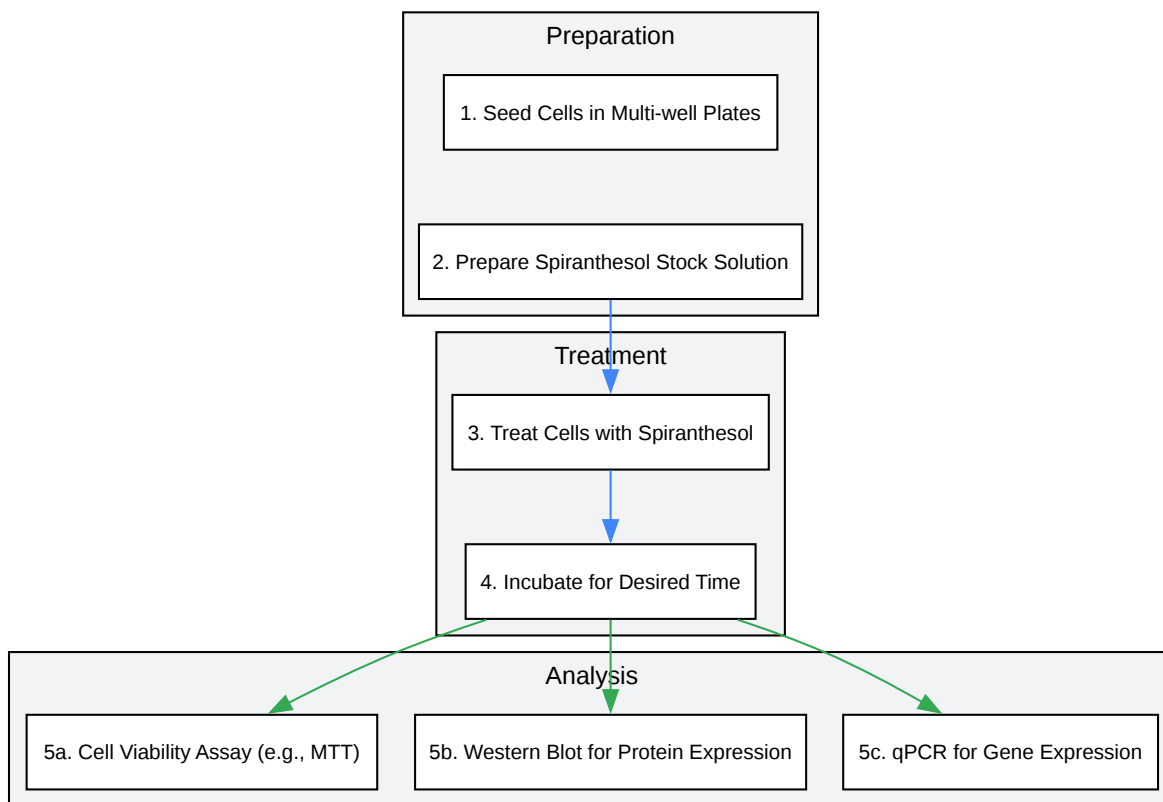 Preparation
1. Seed Cells in Multi-well Plates
2. Prepare Spiranthesol Stock Solution
Treatment
3. Treat Cells with Spiranthesol
4. Incubate for Desired Time
Analysis
5a. Cell Viability Assay (e.g., MTT)
5b. Western Blot for Protein Expression
5c. qPCR for Gene Expression